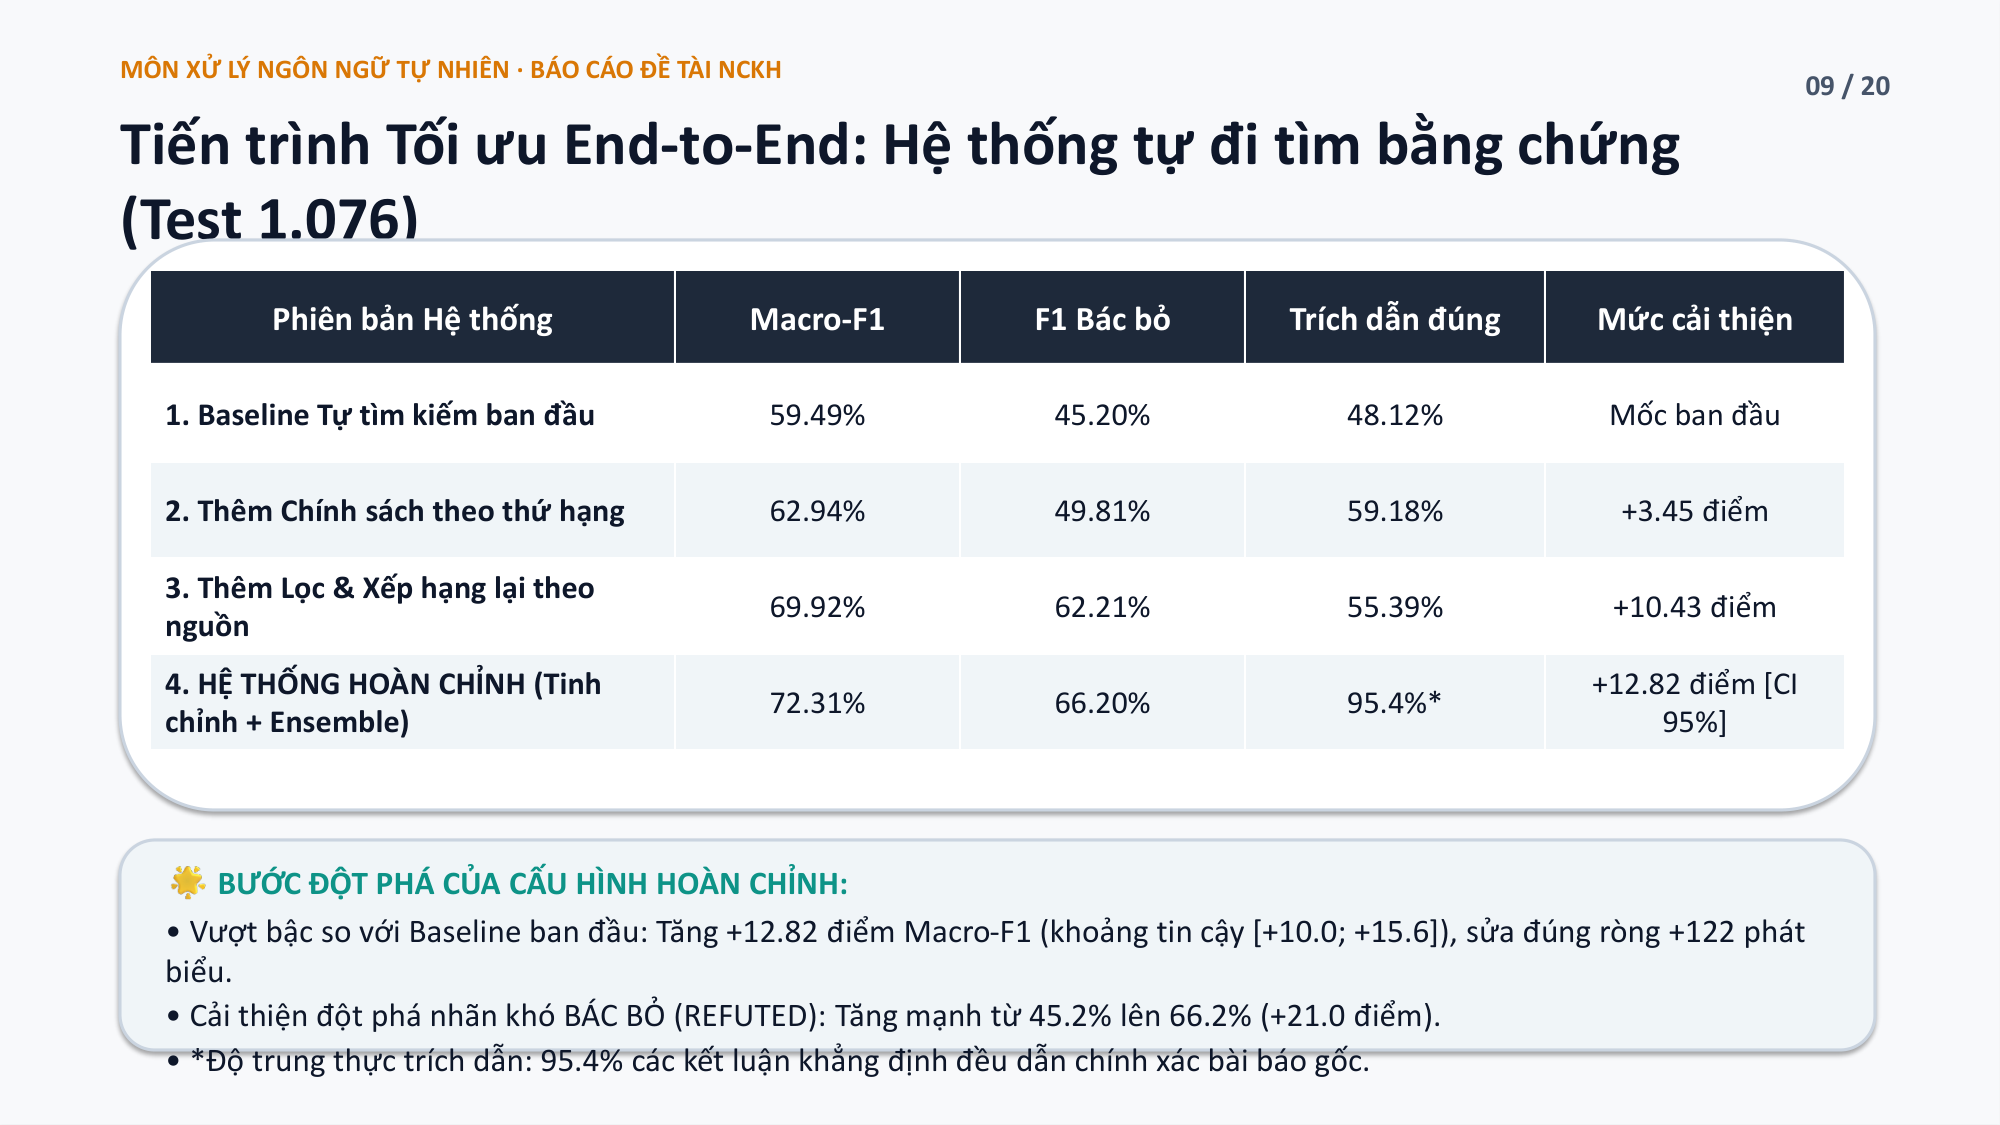 MÔN XỬ LÝ NGÔN NGỮ TỰ NHIÊN · BÁO CÁO ĐỀ TÀI NCKH
09 / 20
Tiến trình Tối ưu End-to-End: Hệ thống tự đi tìm bằng chứng
(Test 1.076)
Phiên bản Hệ thống
Macro-F1
F1 Bác bỏ
Trích dẫn đúng
Mức cải thiện
1. Baseline Tự tìm kiếm ban đầu
59.49%
45.20%
48.12%
Mốc ban đầu
2. Thêm Chính sách theo thứ hạng
62.94%
49.81%
59.18%
+3.45 điểm
3. Thêm Lọc & Xếp hạng lại theo
nguồn
69.92%
62.21%
55.39%
+10.43 điểm
4. HỆ THỐNG HOÀN CHỈNH (Tinh
chỉnh + Ensemble)
72.31%
66.20%
95.4%*
+12.82 điểm [CI
95%]
🌟 BƯỚC ĐỘT PHÁ CỦA CẤU HÌNH HOÀN CHỈNH:
• Vượt bậc so với Baseline ban đầu: Tăng +12.82 điểm Macro-F1 (khoảng tin cậy [+10.0; +15.6]), sửa đúng ròng +122 phát
biểu.
• Cải thiện đột phá nhãn khó BÁC BỎ (REFUTED): Tăng mạnh từ 45.2% lên 66.2% (+21.0 điểm).
• *Độ trung thực trích dẫn: 95.4% các kết luận khẳng định đều dẫn chính xác bài báo gốc.